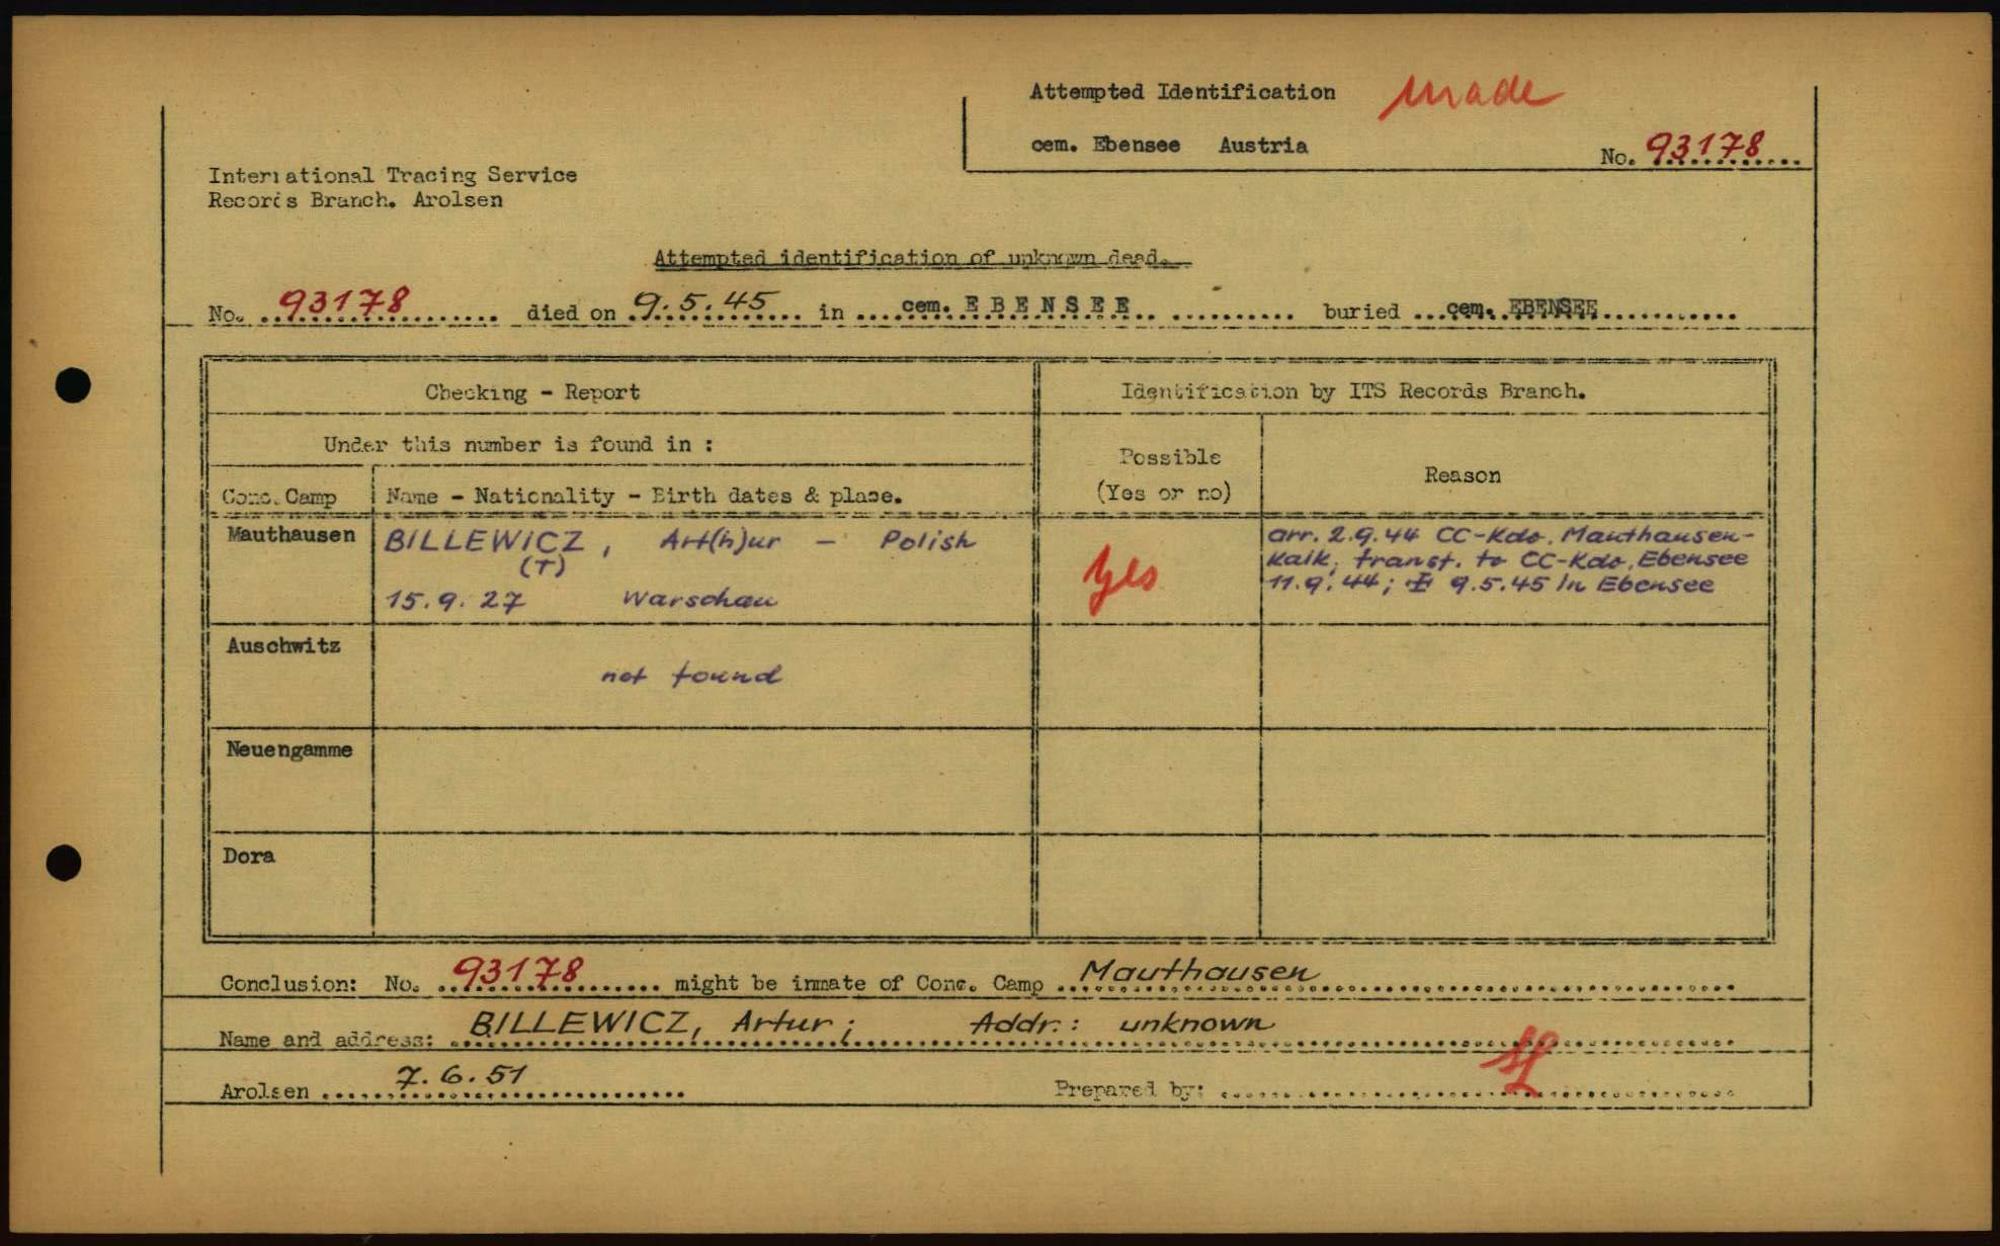 Attempted Identification made
cem. Ebensee Austria No. 93178
International Tracing Service
Records Branch. Arolsen
Attempted identification of unknown dead.
No. 93178 died on 9.5.45 in cem. EBENSEE buried cem. EBENSEE
Checking - Report
Identification by ITS Records Branch.
Under this number is found in :
Possible
(Yes or no)
Reason
Conc. Camp
Name - Nationality - Birth dates & place.
Mauthausen
BILLEWICZ, Art(h)ur - Polish
(T)
15.9.27 Warschau
Yes
arr. 2.9.44 CC-Kdo. Mauthausen-
Kalk, transf. to CC-Kdo. Ebensee
11.9.44; ‡ 9.5.45 in Ebensee
Auschwitz
not found
Neuengamme
Dora
Conclusion: No. 93178 might be inmate of Conc. Camp Mauthausen
Name and address: BILLEWICZ, Artur; Addr.: unknown
Arolsen 7.6.51 Prepared by: